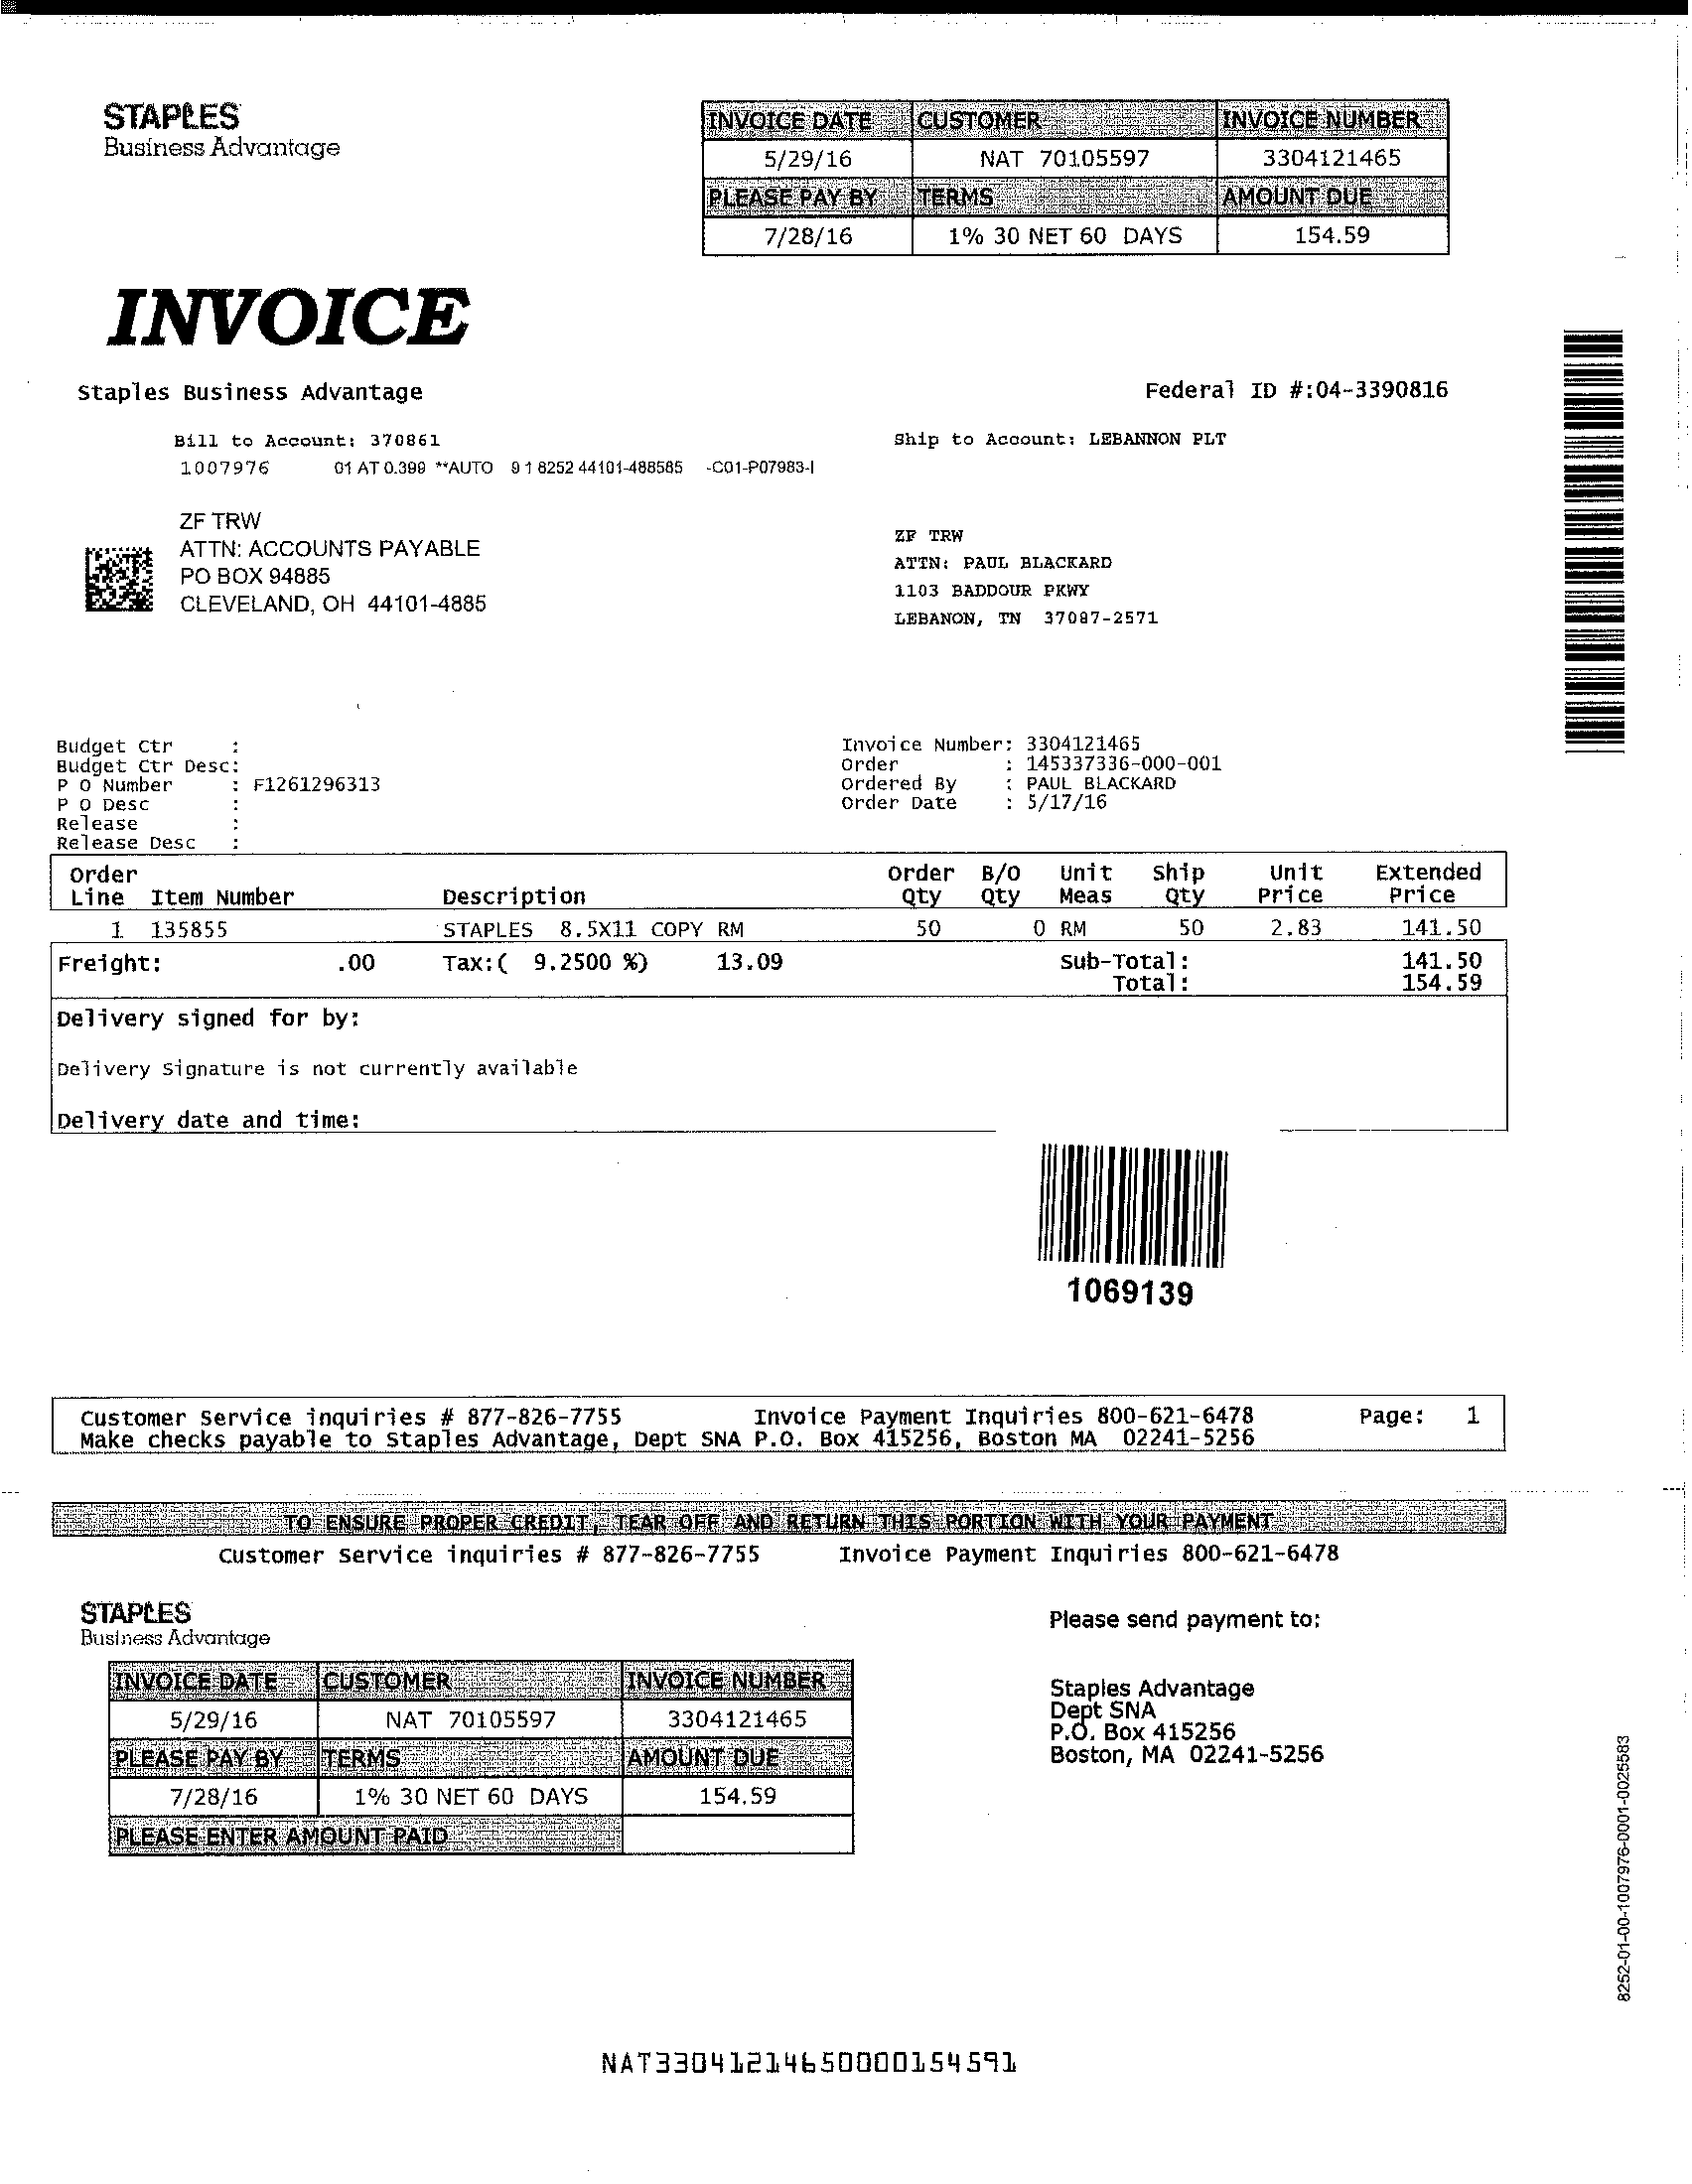 STAPLES
Business Advantage
INVOICE DATE CUSTOMER INVOICE NUMBER
5/29/16 NAT 70105597 3304121465
PLEASE PAY BY TERMS AMOUNT DUE
7/28/16 1% 30 NET 60 DAYS 154.59
INVOICE
Staples Business Advantage
Federal ID #:04-3390816
Bill to Account: 370861
Ship to Account: LEBANNON PLT
1007976 01 AT 0.399 **AUTO 9 1 8252 44101-488585 -C01-P07983-I
ZF TRW
ATTN: ACCOUNTS PAYABLE
PO BOX 94885
CLEVELAND, OH 44101-4885
ZF TRW
ATTN: PAUL BLACKARD
1103 BADDOUR PKWY
LEBANON, TN 37087-2571
Budget Ctr :
Budget Ctr Desc:
P O Number : F1261296313
P O Desc :
Release :
Release Desc :
Invoice Number: 3304121465
Order : 145337336-000-001
Ordered By : PAUL BLACKARD
Order Date : 5/17/16
Order Order B/O Unit Ship Unit Extended
Line Item Number Description Qty Qty Meas Qty Price Price
1 135855 STAPLES 8.5X11 COPY RM 50 0 RM 50 2.83 141.50
Freight: .00 Tax:( 9.2500 %) 13.09 Sub-Total: 141.50
Total: 154.59
Delivery signed for by:
Delivery Signature is not currently available
Delivery date and time:
1069139
Customer Service inquiries # 877-826-7755 Invoice Payment Inquiries 800-621-6478 Page: 1
Make checks payable to Staples Advantage, Dept SNA P.O. Box 415256, Boston MA 02241-5256
TO ENSURE PROPER CREDIT, TEAR OFF AND RETURN THIS PORTION WITH YOUR PAYMENT
Customer Service inquiries # 877-826-7755 Invoice Payment Inquiries 800-621-6478
STAPLES
Business Advantage
INVOICE DATE CUSTOMER INVOICE NUMBER
5/29/16 NAT 70105597 3304121465
PLEASE PAY BY TERMS AMOUNT DUE
7/28/16 1% 30 NET 60 DAYS 154.59
PLEASE ENTER AMOUNT PAID
Please send payment to:
Staples Advantage
Dept SNA
P.O. Box 415256
Boston, MA 02241-5256
8252-01-00-1007976-0001-0025583
NAT33041214650000154591